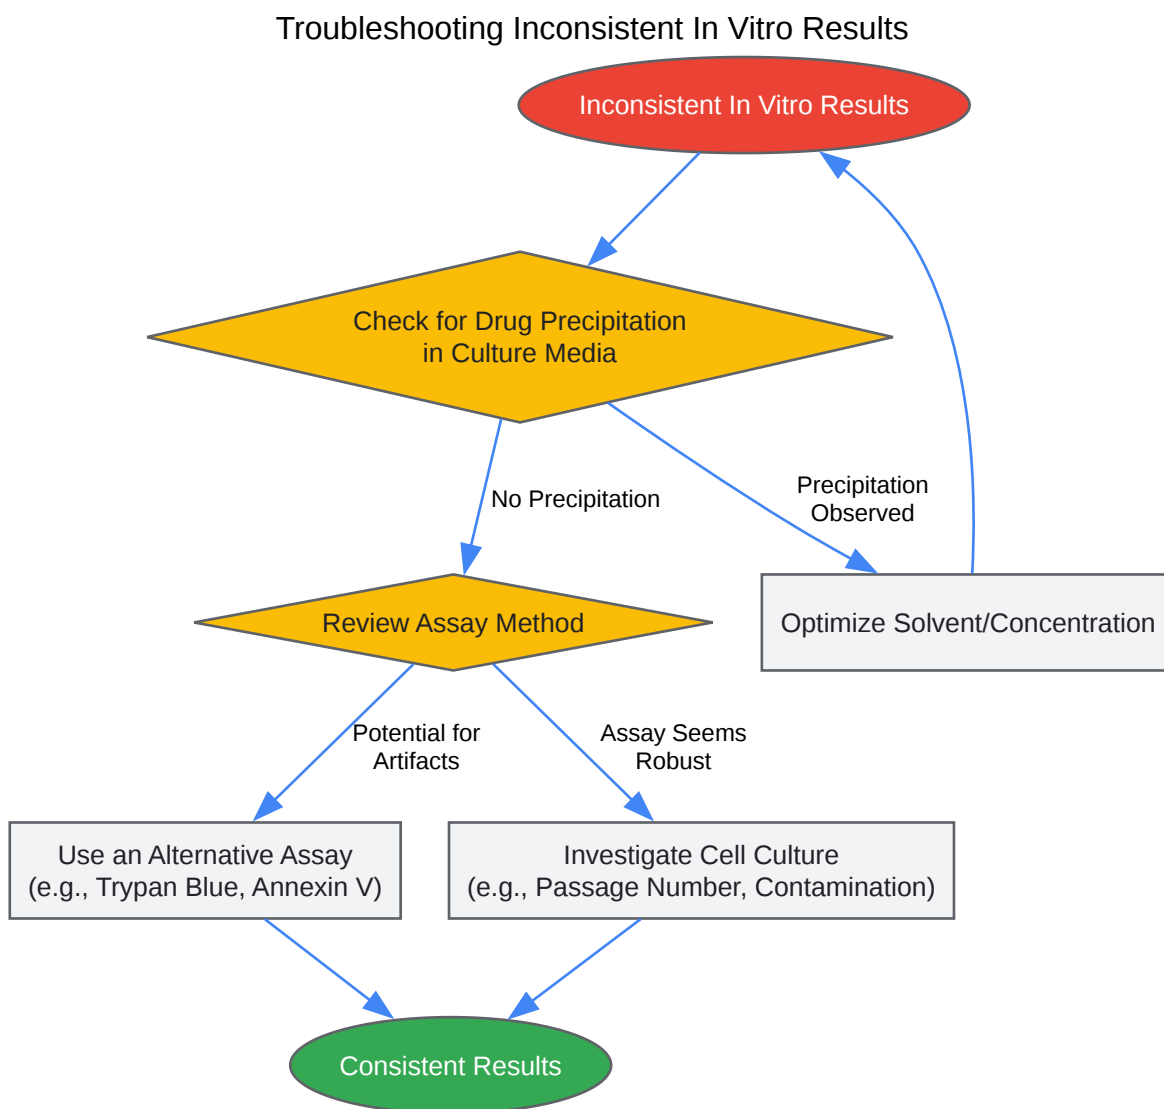 Troubleshooting Inconsistent In Vitro Results
Inconsistent In Vitro Results
Check for Drug Precipitation
in Culture Media
No Precipitation
Precipitation
Observed
Review Assay Method
Optimize Solvent/Concentration
Potential for
Artifacts
Assay Seems
Robust
Use an Alternative Assay
(e.g., Trypan Blue, Annexin V)
Investigate Cell Culture
(e.g., Passage Number, Contamination)
Consistent Results